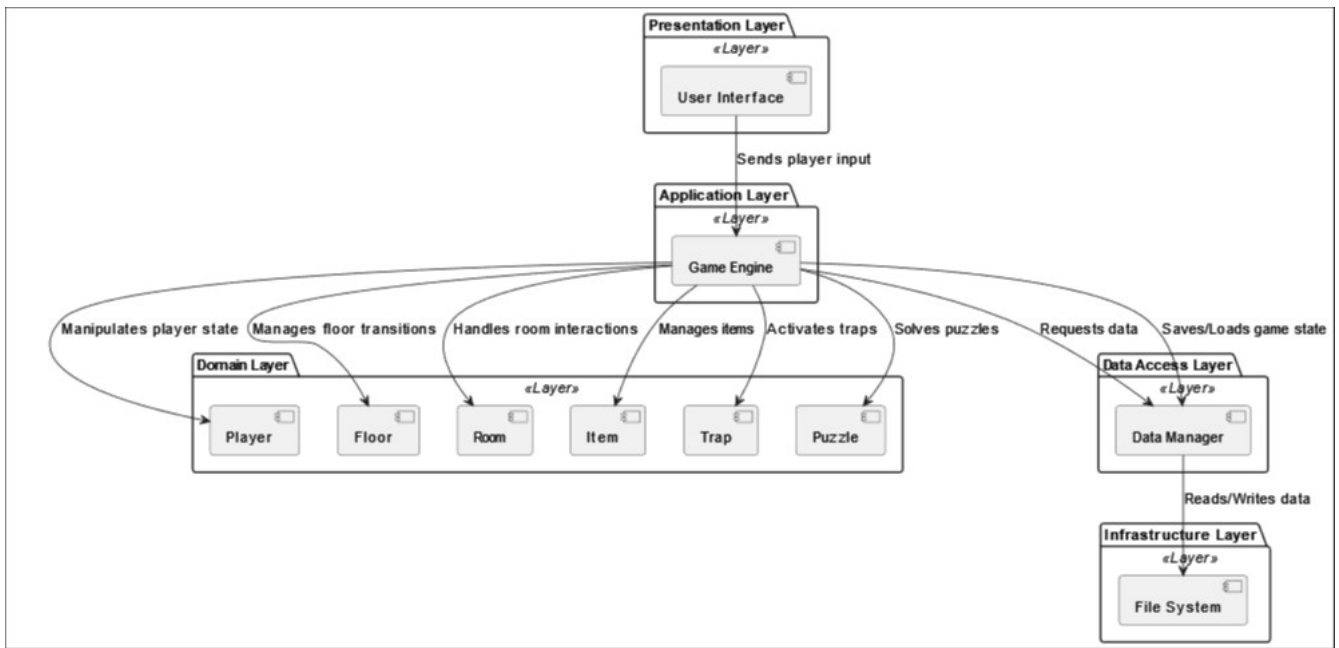 Presentation Layer
«Layer»
User Interface
Sends player input
Application Layer
«Layer»
Game Engine
Manipulates player state
Manages floor transitions
Handles room interactions
Manages items
Activates traps
Solves puzzles
Requests data
Saves/Loads game state
Domain Layer
«Layer»
Player
Floor
Room
Item
Trap
Puzzle
Data Access Layer
«Layer»
Data Manager
Reads/Writes data
Infrastructure Layer
«Layer»
File System